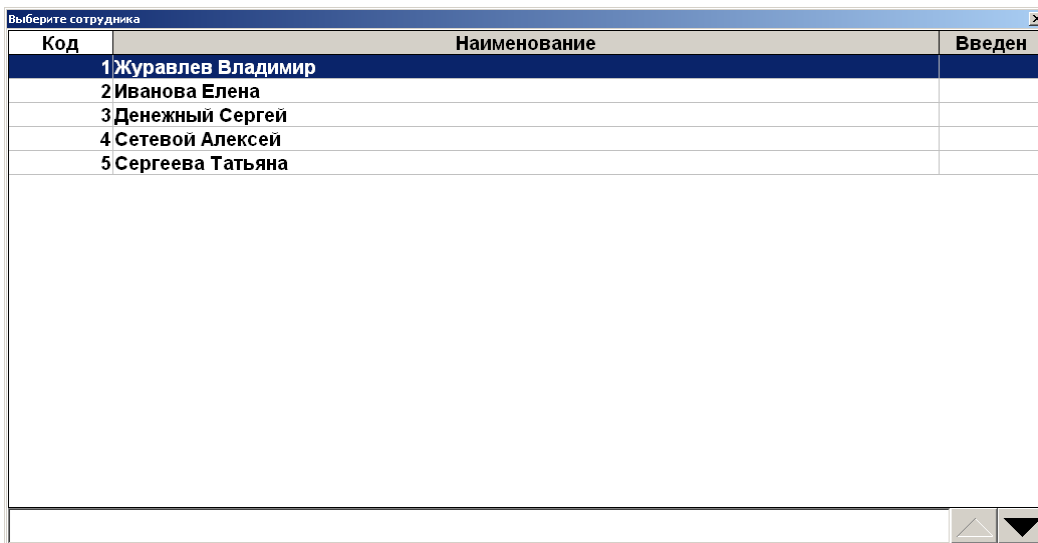 Выберите сотрудника
Код Наименование Введен
1 Журавлев Владимир
2 Иванова Елена
3 Денежный Сергей
4 Сетевой Алексей
5 Сергеева Татьяна